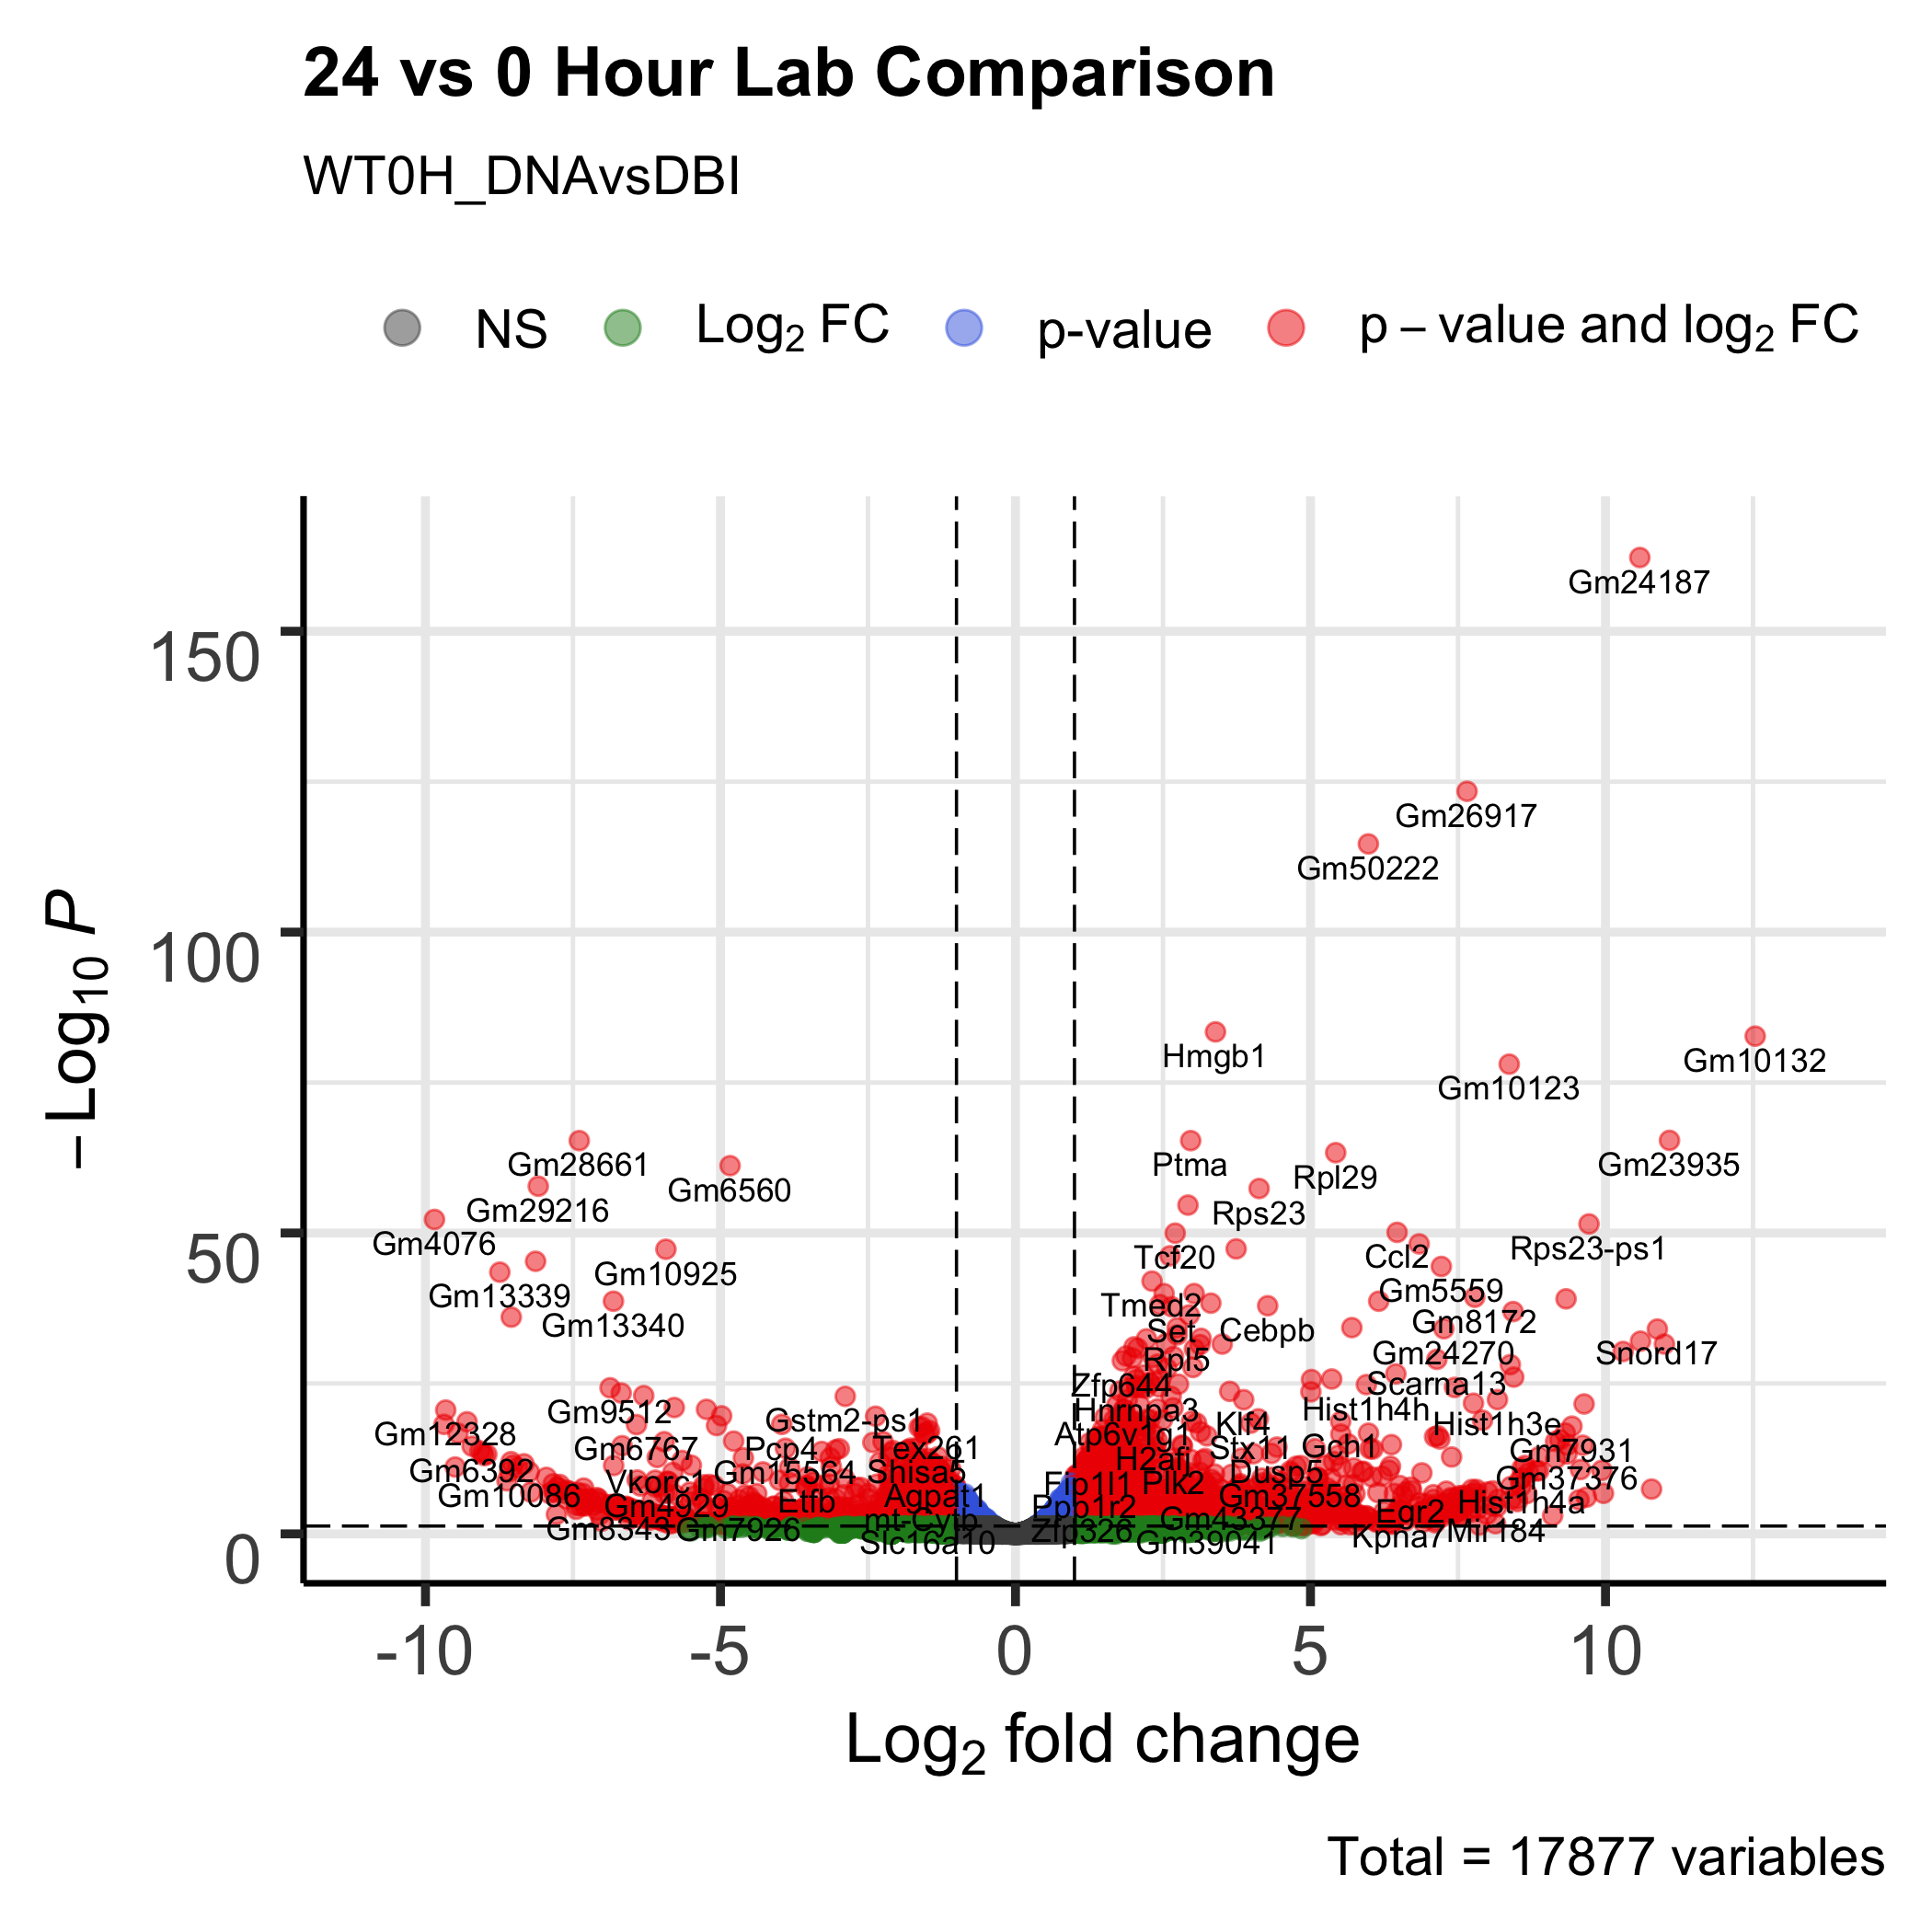 24 vs 0 Hour Lab Comparison
WT0H_DNAvsDBI
NS Log2 FC p-value p – value and log2 FC
Gm24187
150
Gm26917
Gm50222
100
Hmgb1
Gm10132
Gm10123
Gm28661
Ptma
Gm23935
Rpl29
Gm6560
Gm29216
Rps23
50
Gm4076
Tcf20
Ccl2
Rps23-ps1
Gm10925
Gm13339
Gm5559
Tmed2
Gm13340
Set
Cebpb
Gm8172
Rpl5
Gm24270
Snord17
Zfp644
Scarna13
Gm9512
Hnrnpa3
Hist1h4h
Gm12328
Gstm2-ps1
Klf4
Hist1h3e
Atp6v1g1
Gm6767
Pcp4
Tex261
Stx11
Gch1
Gm7931
H2afj
Gm6392
Gm15564
Shisa5
Dusp5
Gm37376
Vkorc1
Fip1l1
Plk2
Gm10086
Agpat1
Gm37558
Gm4929
Etfb
Ppp1r2
Egr2
Hist1h4a
mt-Cytb
Gm43377
Gm8343
Gm7926
Zfp326
Kpna7
Mir184
Slc16a10
Gm39041
0
-10 -5 0 5 10
Log2 fold change
–Log10 P
Total = 17877 variables